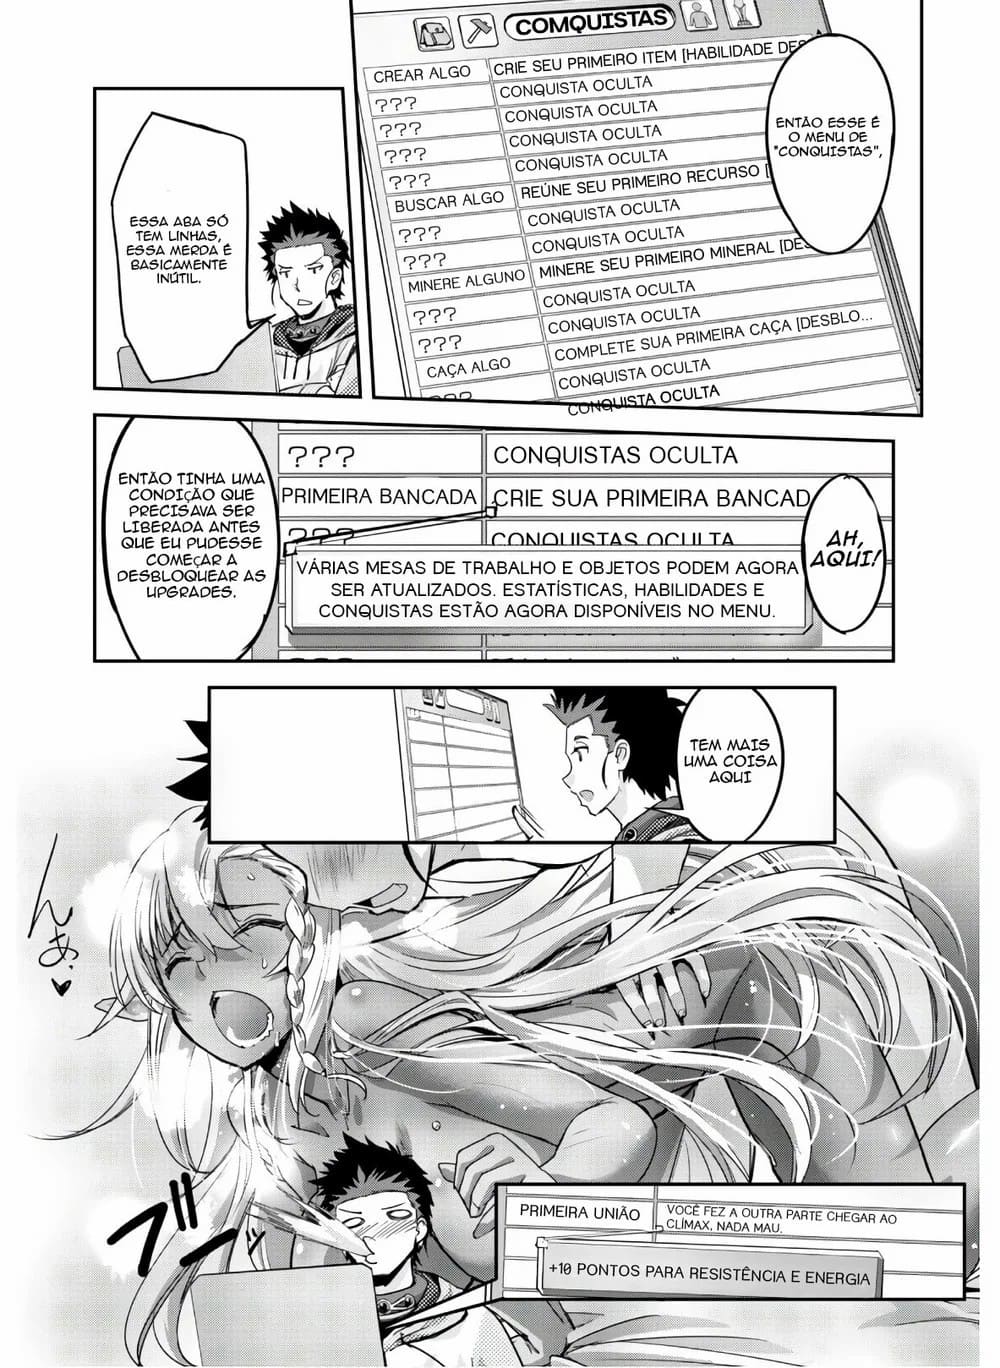 COMQUISTAS
CREAR ALGO CRIE SEU PRIMEIRO ITEM [HABILIDADE DES
??? CONQUISTA OCULTA
??? CONQUISTA OCULTA
??? CONQUISTA OCULTA
??? CONQUISTA OCULTA
BUSCAR ALGO REÚNE SEU PRIMEIRO RECURSO [
??? CONQUISTA OCULTA
??? CONQUISTA OCULTA
MINERE ALGUNO MINERE SEU PRIMEIRO MINERAL [DES
??? CONQUISTA OCULTA
??? CONQUISTA OCULTA
CAÇA ALGO COMPLETE SUA PRIMEIRA CAÇA [DESBLO...
??? CONQUISTA OCULTA
CONQUISTA OCULTA
ENTÃO ESSE É
O MENU DE
"CONQUISTAS",
ESSA ABA SÓ
TEM LINHAS,
ESSA MERDA É
BASICAMENTE
INÚTIL.
??? CONQUISTAS OCULTA
PRIMEIRA BANCADA CRIE SUA PRIMEIRA BANCAD
??? CONQUISTAS OCULTA
AH,
AQUI!
VÁRIAS MESAS DE TRABALHO E OBJETOS PODEM AGORA
SER ATUALIZADOS. ESTATÍSTICAS, HABILIDADES E
CONQUISTAS ESTÃO AGORA DISPONÍVEIS NO MENU.
ENTÃO TINHA UMA
CONDIÇÃO QUE
PRECISAVA SER
LIBERADA ANTES
QUE EU PUDESSE
COMEÇAR A
DESBLOQUEAR AS
UPGRADES.
TEM MAIS
UMA COISA
AQUI
んあ♥
ブーッ
PRIMEIRA UNIÃO VOCÊ FEZ A OUTRA PARTE CHEGAR AO
CLÍMAX, NADA MAU.
+10 PONTOS PARA RESISTÊNCIA E ENERGIA